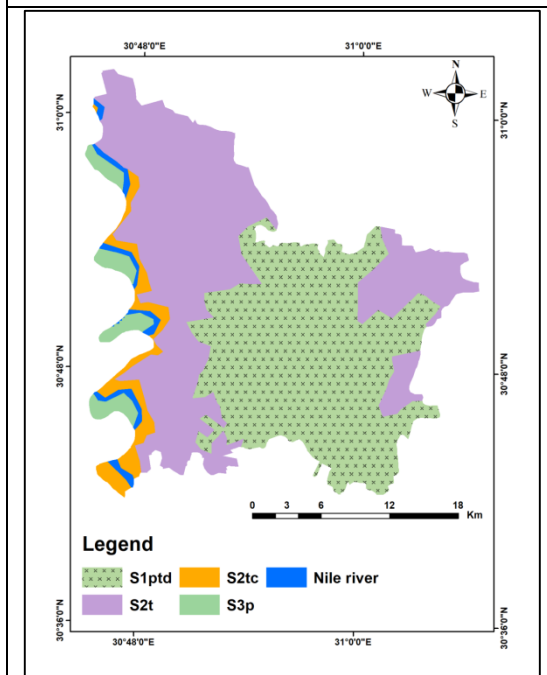 30°48'0"E 31°0'0"E
N
W E
S
31°0'0"N 31°0'0"N
30°48'0"N 30°48'0"N
0 3 6 12 18
Km
Legend
S1ptd S2tc Nile river
S2t S3p
30°36'0"N 30°36'0"N
30°48'0"E 31°0'0"E